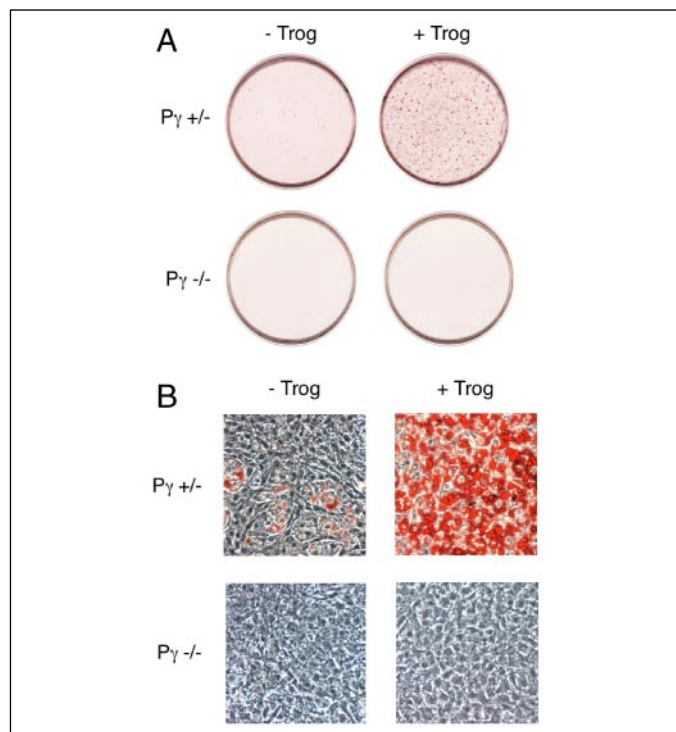 A
- Trog + Trog
Pγ +/-
Pγ -/-
B
- Trog + Trog
Pγ +/-
Pγ -/-